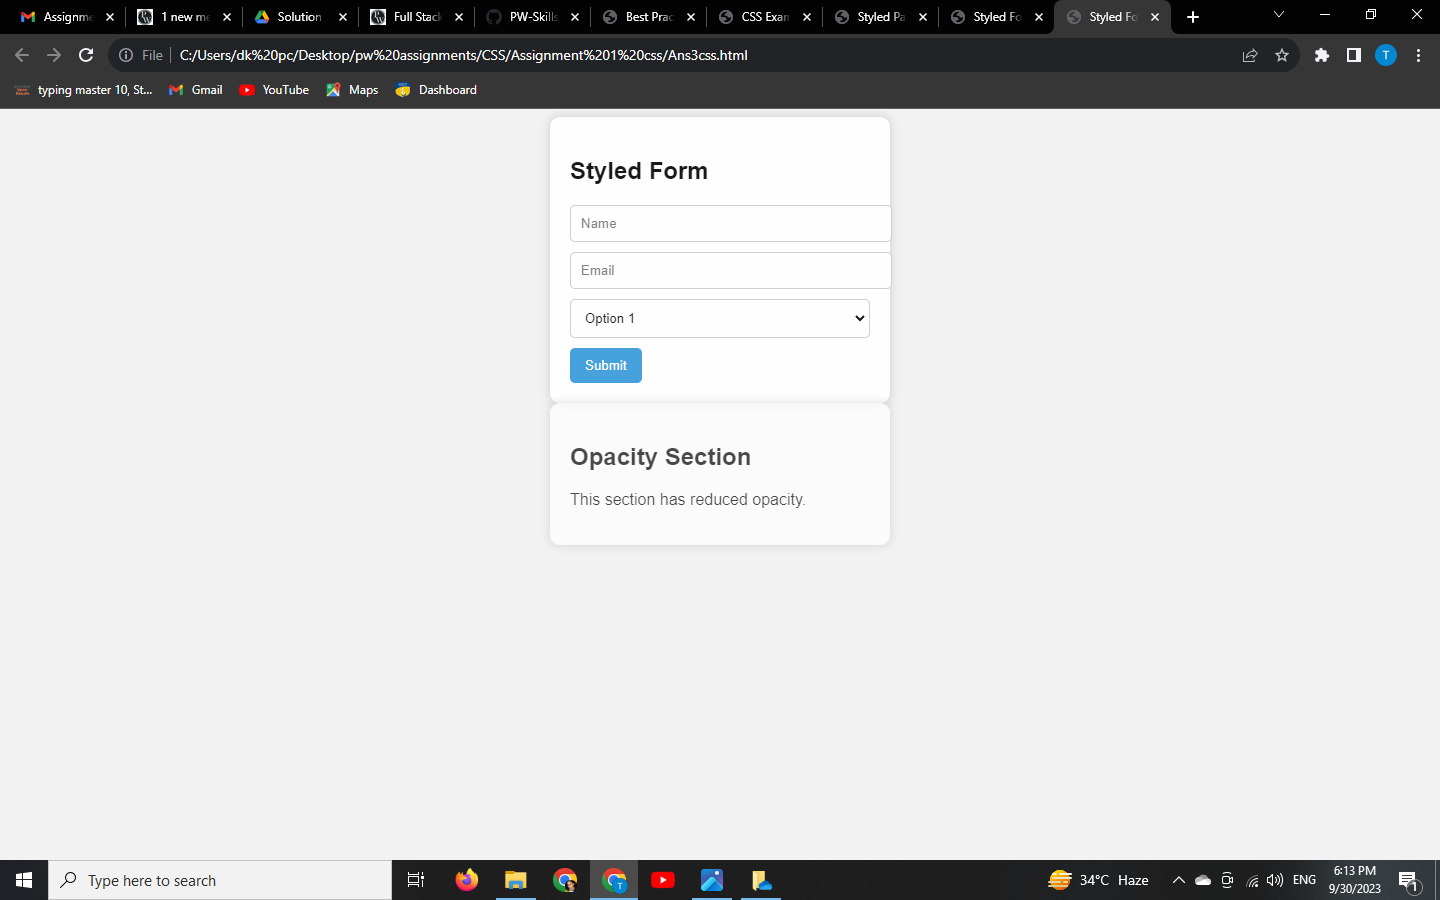 Assignme
1 new me
Solution
Full Stack
PW-Skills
Best Prac
CSS Exam
Styled Pa
Styled Fo
Styled Fo
File C:/Users/dk%20pc/Desktop/pw%20assignments/CSS/Assignment%201%20css/Ans3css.html
T
typing master 10, St... Gmail YouTube Maps Dashboard
Styled Form
Name
Email
Option 1
Submit
Opacity Section
This section has reduced opacity.
Type here to search
T
34°C Haze
ENG
6:13 PM
9/30/2023
1